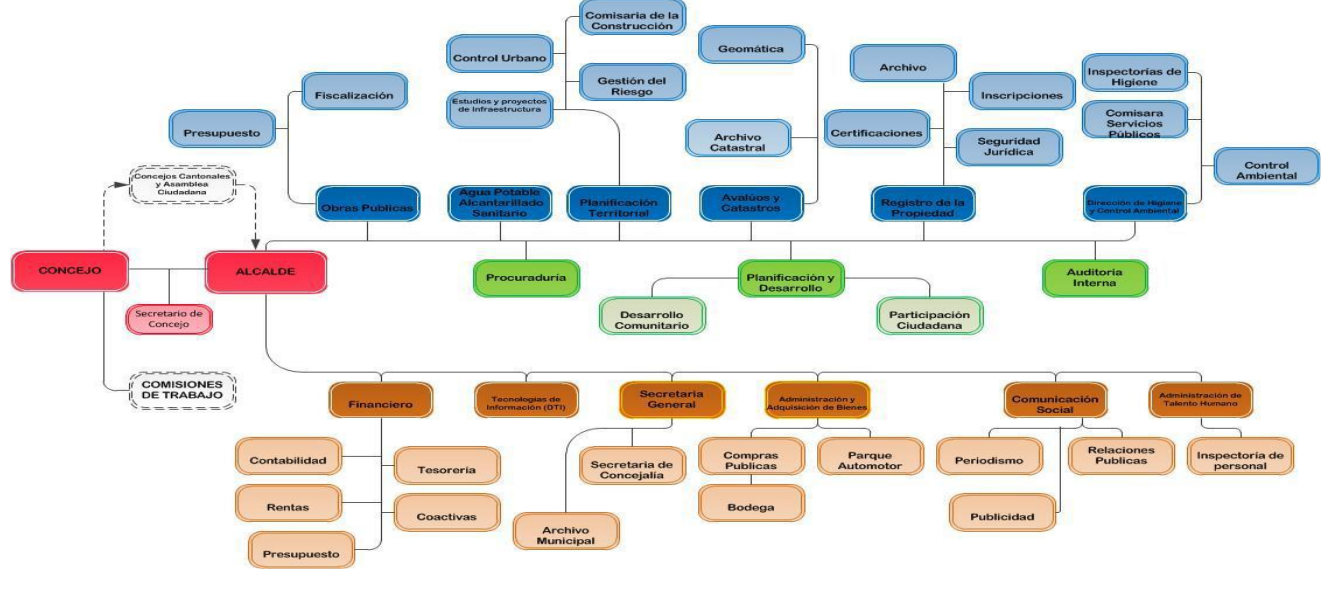 Comisaria de la
Construcción
Control Urbano
Gestión del
Riesgo
Estudios y proyectos
de Infraestructura
Geomática
Archivo
Catastral
Archivo
Inscripciones
Certificaciones
Seguridad
Jurídica
Inspectorías de
Higiene
Comisara
Servicios
Públicos
Control
Ambiental
Fiscalización
Presupuesto
Concejos Cantonales
y Asamblea
Ciudadana
Obras Publicas
Agua Potable
Alcantarillado
Sanitario
Planificación
Territorial
Avalúos y
Catastros
Registro de la
Propiedad
Dirección de Higiene
y Control Ambiental
CONCEJO
ALCALDE
Secretario de
Concejo
Procuraduría
Planificación y
Desarrollo
Auditoria
Interna
Desarrollo
Comunitario
Participación
Ciudadana
COMISIONES
DE TRABAJO
Financiero
Tecnologías de
Información (DTI)
Secretaría
General
Administración y
Adquisición de Bienes
Comunicación
Social
Administración de
Talento Humano
Contabilidad
Tesorería
Rentas
Coactivas
Presupuesto
Secretaria de
Concejalía
Archivo
Municipal
Compras
Publicas
Parque
Automotor
Bodega
Periodismo
Relaciones
Publicas
Publicidad
Inspectoría de
personal